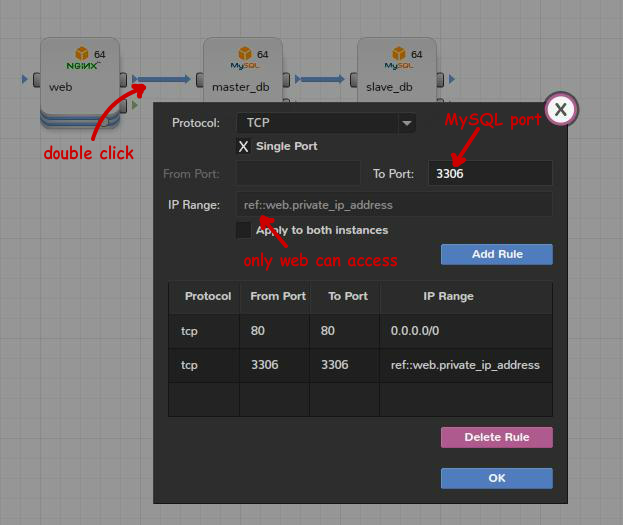 64 64 64
NGINX MySQL MySQL
web master_db slave_db
double click
X
Protocol: TCP
MySQL port
X Single Port
From Port: To Port: 3306
IP Range: ref::web.private_ip_address
Apply to both instances
only web can access
Add Rule
Protocol From Port To Port IP Range
tcp 80 80 0.0.0.0/0
tcp 3306 3306 ref::web.private_ip_address
Delete Rule
OK